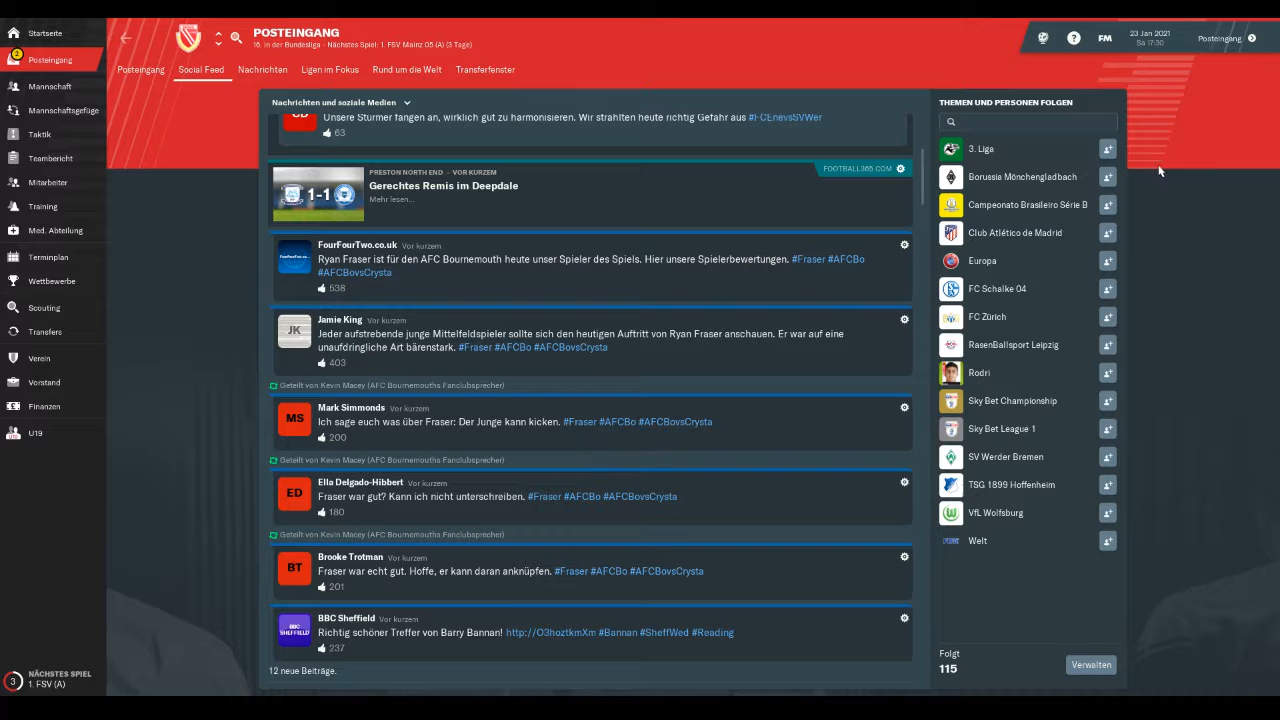 Startseite
2
Posteingang
Mannschaft
Mannschaftsgefüge
Taktik
Teambericht
Mitarbeiter
Training
Med. Abteilung
Terminplan
Wettbewerbe
Scouting
Transfers
Verein
Vorstand
Finanzen
U19
U19
3
NÄCHSTES SPIEL
1. FSV (A)
POSTEINGANG
16. in der Bundesliga - Nächstes Spiel: 1. FSV Mainz 05 (A) (3 Tage)
FM
23 Jan 2021
Sa 17:30
Posteingang
Posteingang
Social Feed
Nachrichten
Ligen im Fokus
Rund um die Welt
Transferfenster
Nachrichten und soziale Medien
Unsere Stürmer fangen an, wirklich gut zu harmonisieren. Wir strahlten heute richtig Gefahr aus #FCEnevsSVWer
63
PRESTON NORTH END - VOR KURZEM
FOOTBALL365.COM
1-1
Gerechtes Remis im Deepdale
Mehr lesen...
FourFourTwo.co.uk Vor kurzem
Ryan Fraser ist für den AFC Bournemouth heute unser Spieler des Spiels. Hier unsere Spielerbewertungen. #Fraser #AFCBo
#AFCBovsCrysta
538
JK
Jamie King Vor kurzem
Jeder aufstrebende junge Mittelfeldspieler sollte sich den heutigen Auftritt von Ryan Fraser anschauen. Er war auf eine
unaufdringliche Art bärenstark. #Fraser #AFCBo #AFCBovsCrysta
403
Geteilt von Kevin Macey (AFC Bournemouths Fanclubsprecher)
MS
Mark Simmonds Vor kurzem
Ich sage euch was über Fraser: Der Junge kann kicken. #Fraser #AFCBo #AFCBovsCrysta
200
Geteilt von Kevin Macey (AFC Bournemouths Fanclubsprecher)
ED
Ella Delgado-Hibbert Vor kurzem
Fraser war gut? Kann ich nicht unterschreiben. #Fraser #AFCBo #AFCBovsCrysta
180
Geteilt von Kevin Macey (AFC Bournemouths Fanclubsprecher)
BT
Brooke Trotman Vor kurzem
Fraser war echt gut. Hoffe, er kann daran anknüpfen. #Fraser #AFCBo #AFCBovsCrysta
201
BBC SHEFFIELD
BBC Sheffield Vor kurzem
Richtig schöner Treffer von Barry Bannan! http://O3hoztkmXm #Bannan #SheffWed #Reading
237
12 neue Beiträge.
THEMEN UND PERSONEN FOLGEN
3. Liga
Borussia Mönchengladbach
Campeonato Brasileiro Série B
Club Atlético de Madrid
Europa
FC Schalke 04
FC Zürich
RasenBallsport Leipzig
Rodri
Sky Bet Championship
Sky Bet League 1
SV Werder Bremen
TSG 1899 Hoffenheim
VfL Wolfsburg
Welt
Folgt
115
Verwalten